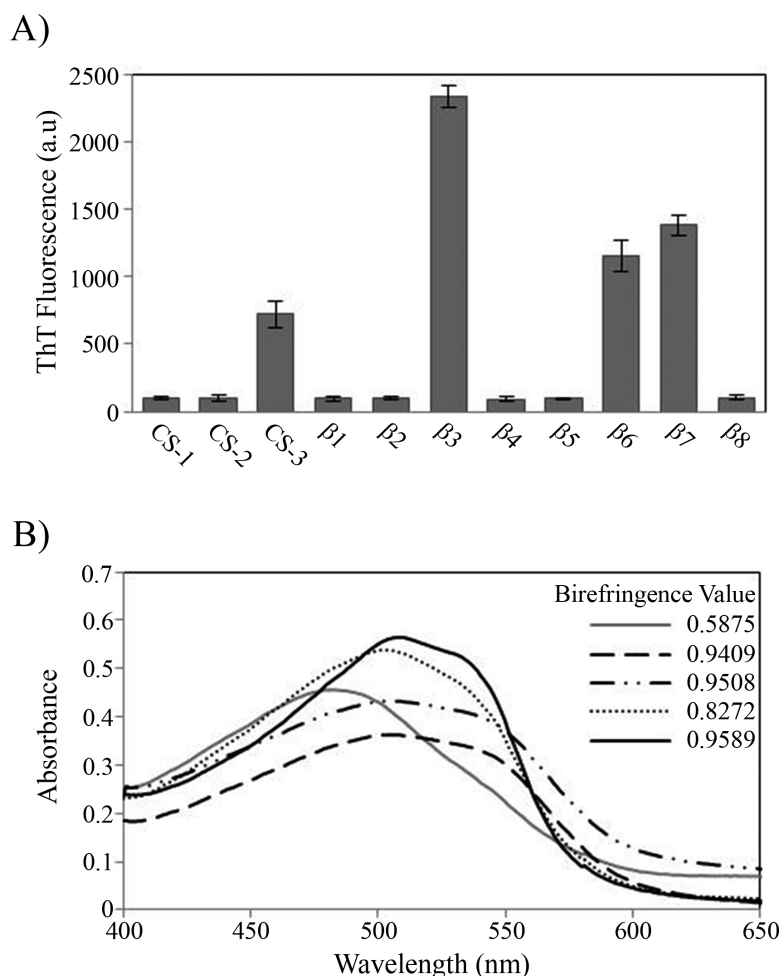 A)
2500
2000
1500
1000
500
0
ThT Fluorescence (a.u)
CS-1
CS-2
CS-3
β1
β2
β3
β4
β5
β6
β7
β8
B)
0.7
0.6
0.5
0.4
0.3
0.2
0.1
0
Absorbance
Birefringence Value
0.5875
0.9409
0.9508
0.8272
0.9589
400
450
500
550
600
650
Wavelength (nm)